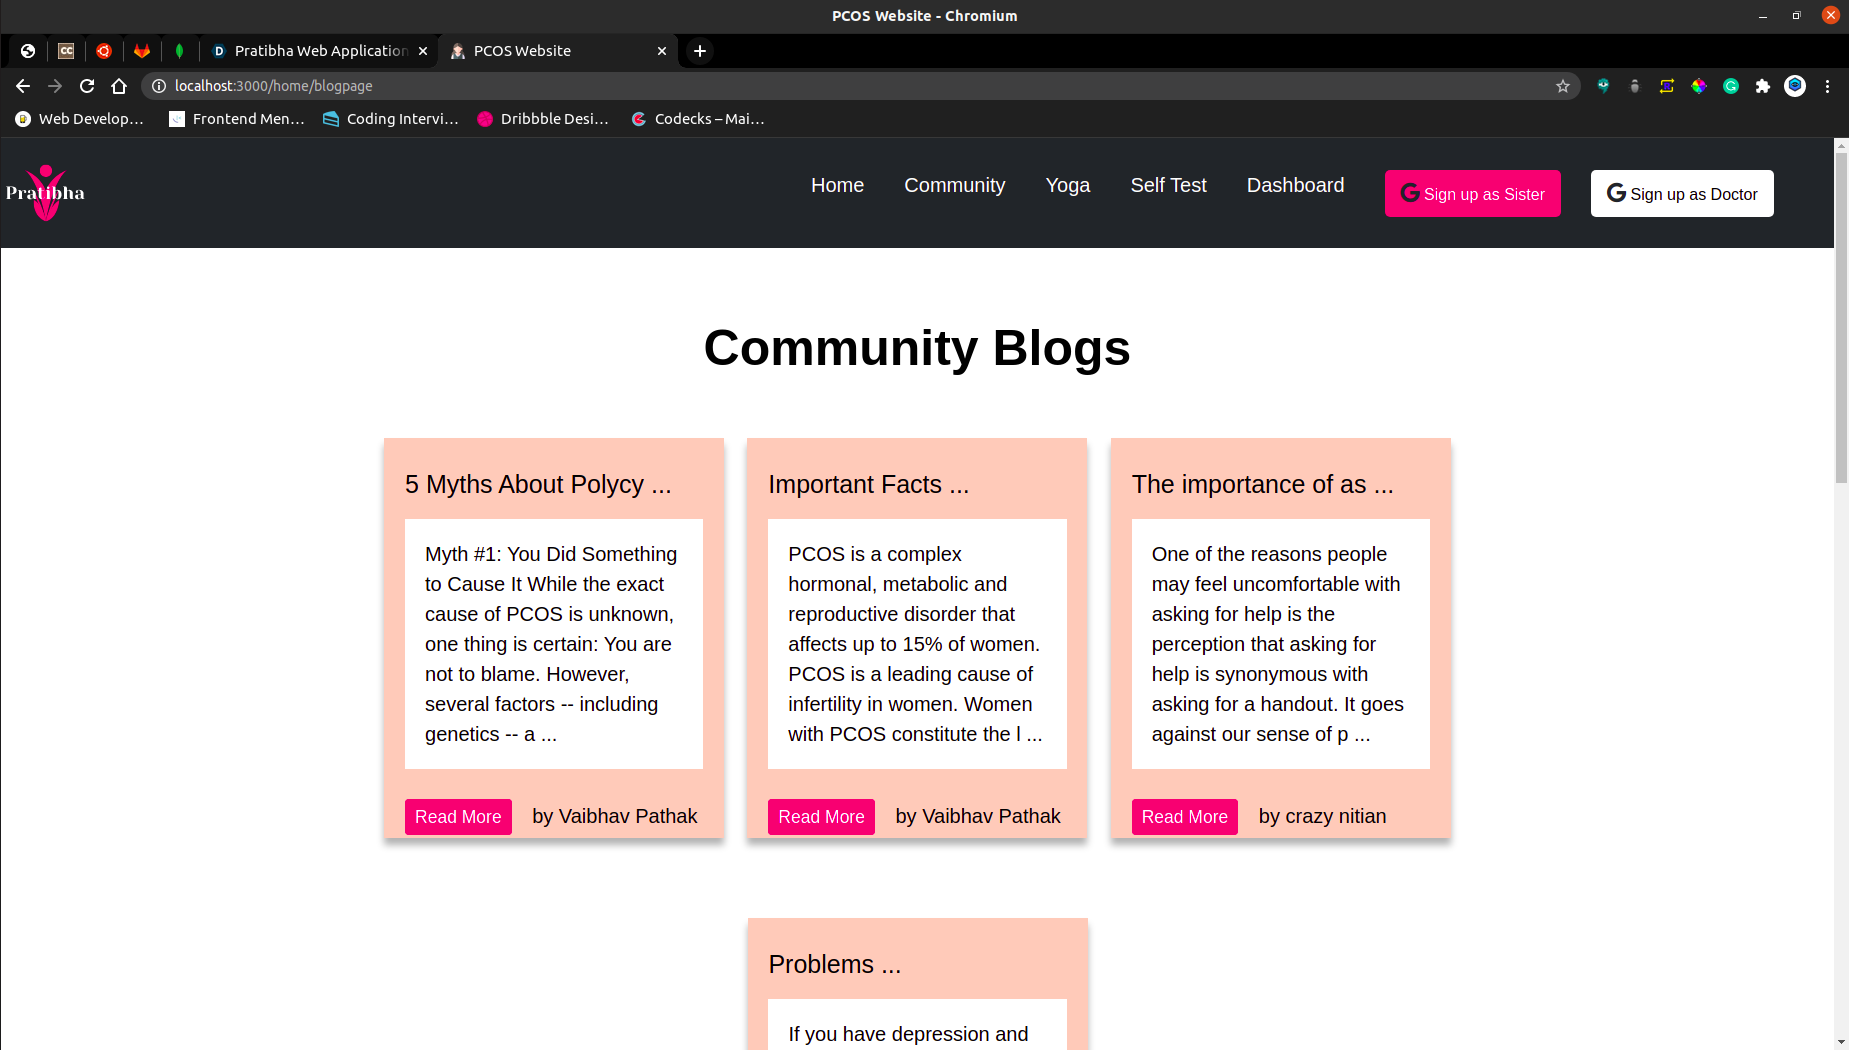 PCOS Website - Chromium
CC
D
Pratibha Web Application
PCOS Website
localhost:3000/home/blogpage
Web Develop...
Frontend Men...
Coding Intervi...
Dribbble Desi...
Codecks – Mai...
Pratibha
Home
Community
Yoga
Self Test
Dashboard
G Sign up as Sister
G Sign up as Doctor
Community Blogs
5 Myths About Polycy ...
Myth #1: You Did Something
to Cause It While the exact
cause of PCOS is unknown,
one thing is certain: You are
not to blame. However,
several factors -- including
genetics -- a ...
Read More
by Vaibhav Pathak
Important Facts ...
PCOS is a complex
hormonal, metabolic and
reproductive disorder that
affects up to 15% of women.
PCOS is a leading cause of
infertility in women. Women
with PCOS constitute the l ...
Read More
by Vaibhav Pathak
The importance of as ...
One of the reasons people
may feel uncomfortable with
asking for help is the
perception that asking for
help is synonymous with
asking for a handout. It goes
against our sense of p ...
Read More
by crazy nitian
Problems ...
If you have depression and